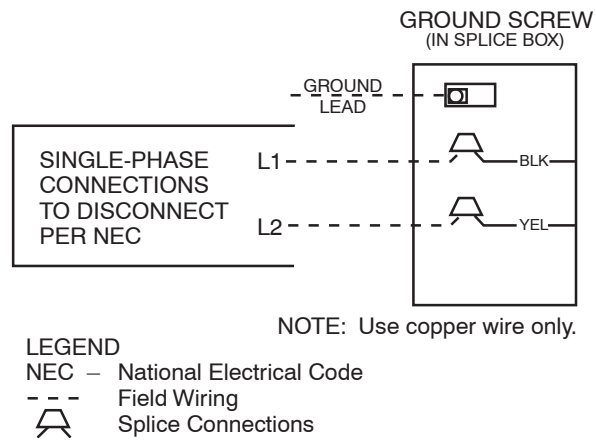 GROUND SCREW
(IN SPLICE BOX)
GROUND
LEAD
SINGLE-PHASE
CONNECTIONS
TO DISCONNECT
PER NEC
L1
BLK
L2
YEL
NOTE: Use copper wire only.
LEGEND
NEC – National Electrical Code
Field Wiring
Splice Connections